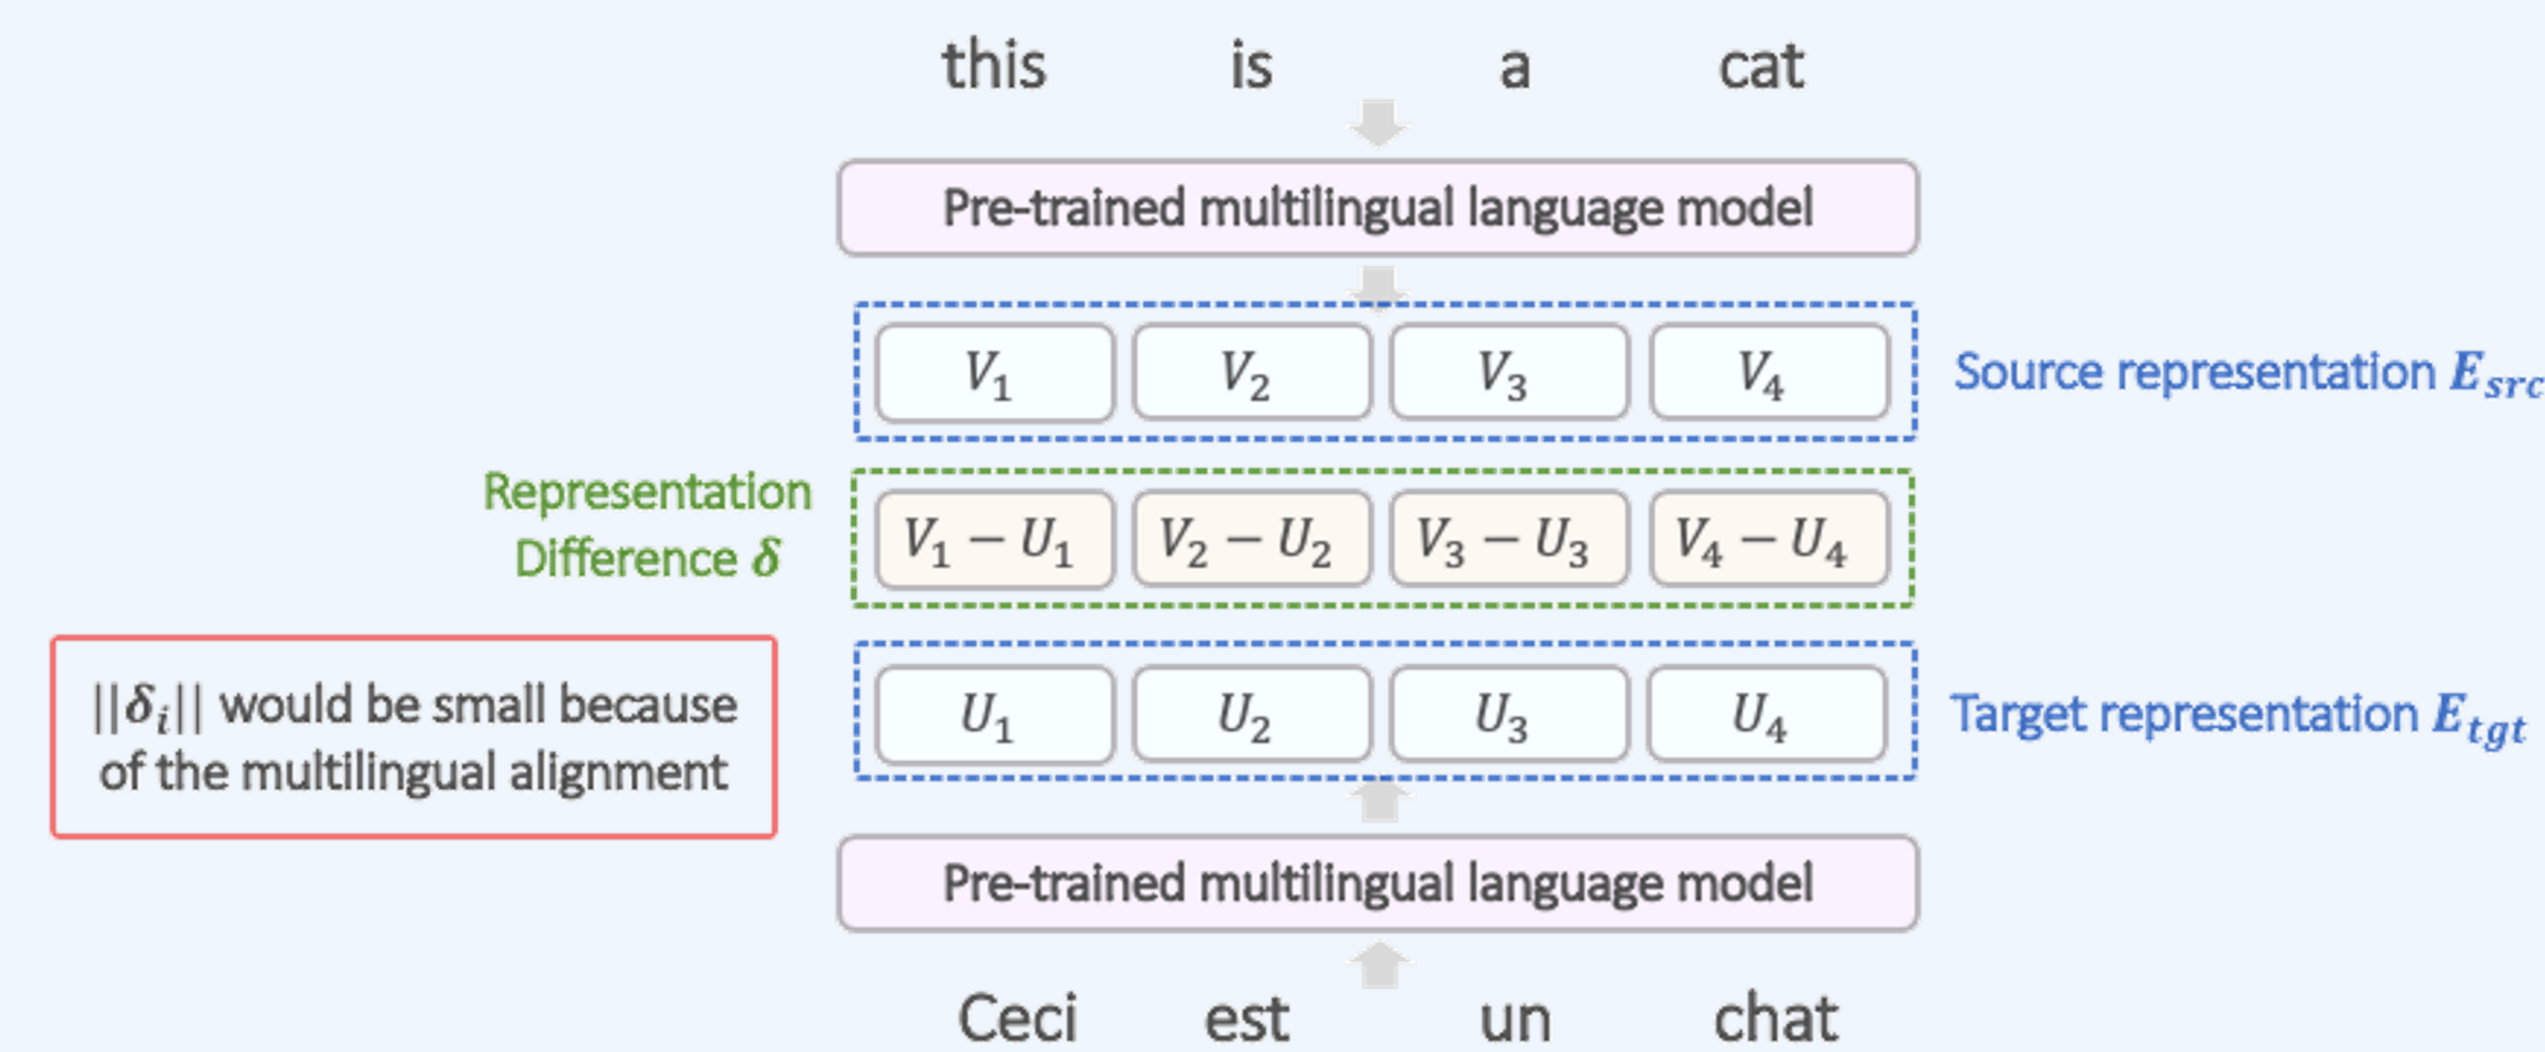 this is a cat
Pre-trained multilingual language model
V₁ V₂ V₃ V₄
Source representation E_src
Representation
Difference δ
V₁ − U₁ V₂ − U₂ V₃ − U₃ V₄ − U₄
||δᵢ|| would be small because
of the multilingual alignment
U₁ U₂ U₃ U₄
Target representation E_tgt
Pre-trained multilingual language model
Ceci est un chat